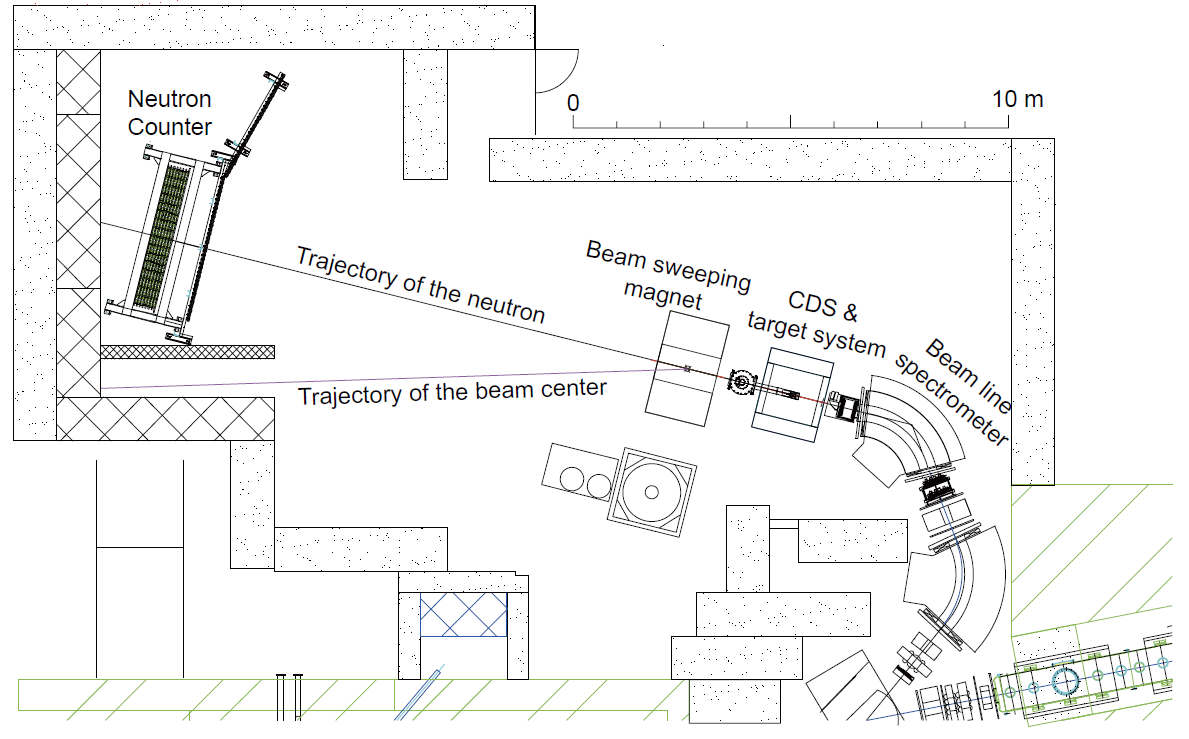 Neutron
Counter
0
10 m
Trajectory of the neutron
Beam sweeping
magnet
CDS &
target system
Beam line
spectrometer
Trajectory of the beam center